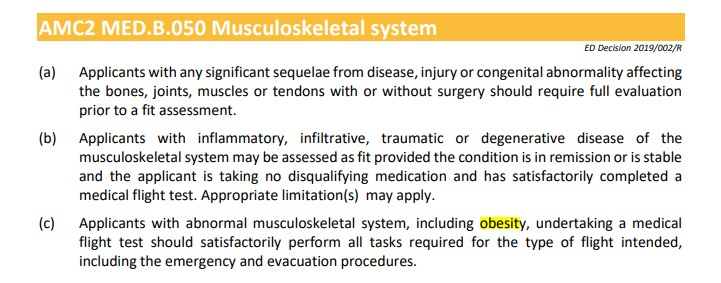 AMC2 MED.B.050 Musculoskeletal system
ED Decision 2019/002/R
(a) Applicants with any significant sequelae from disease, injury or congenital abnormality affecting
the bones, joints, muscles or tendons with or without surgery should require full evaluation
prior to a fit assessment.
(b) Applicants with inflammatory, infiltrative, traumatic or degenerative disease of the
musculoskeletal system may be assessed as fit provided the condition is in remission or is stable
and the applicant is taking no disqualifying medication and has satisfactorily completed a
medical flight test. Appropriate limitation(s) may apply.
(c) Applicants with abnormal musculoskeletal system, including obesity, undertaking a medical
flight test should satisfactorily perform all tasks required for the type of flight intended,
including the emergency and evacuation procedures.